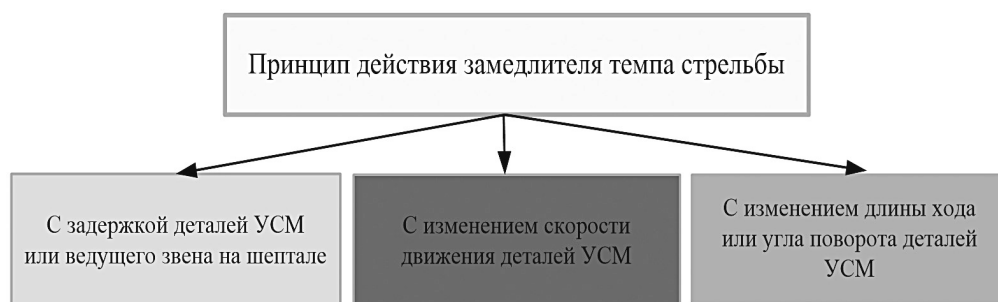 Принцип действия замедлителя темпа стрельбы
С задержкой деталей УСМ
или ведущего звена на шептале
С изменением скорости
движения деталей УСМ
С изменением длины хода
или угла поворота деталей
УСМ